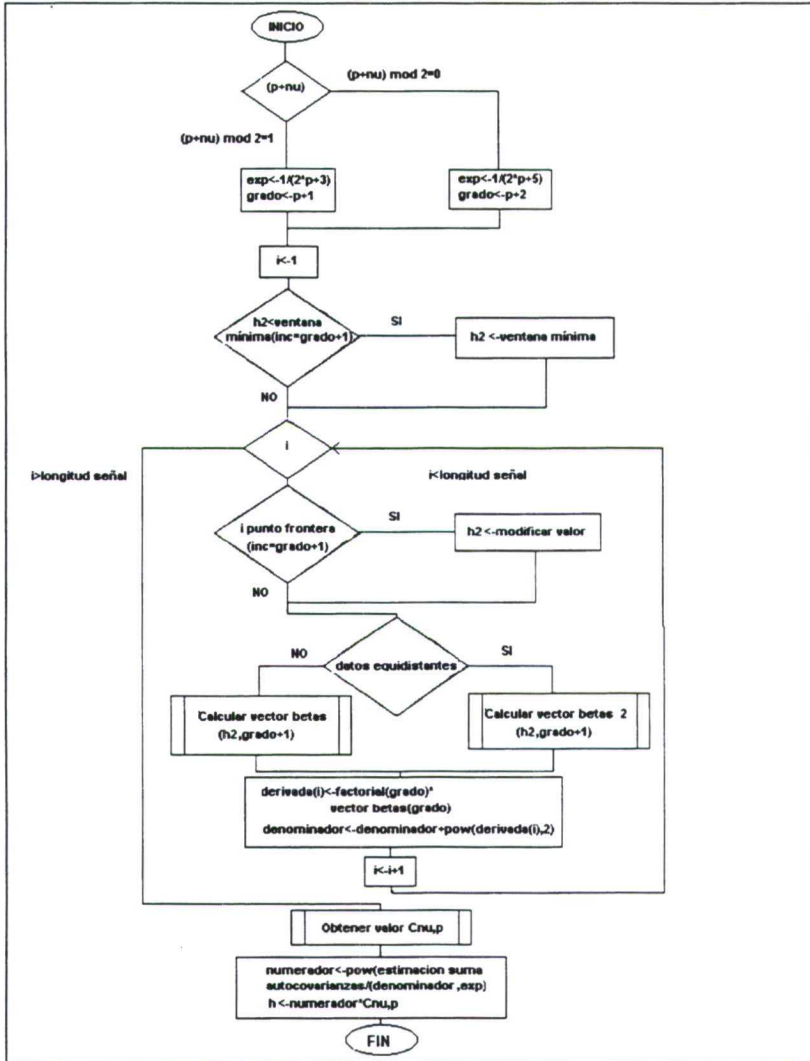 INICIO
(p+nu)
(p+nu) mod 2=0
(p+nu) mod 2=1
exp<-1/(2*p+3)
grado<-p+1
exp<-1/(2*p+5)
grado<-p+2
i<-1
h2<ventana
mínima(inc=grado+1)
SI
h2 <-ventana mínima
NO
i
i>longitud señal
i<longitud señal
i punto frontera
(inc=grado+1)
SI
h2 <-modificar valor
NO
NO
datos equidistantes
SI
Calcular vector betas
(h2,grado+1)
Calcular vector betas 2
(h2,grado+1)
derivada(i)<-factorial(grado)*
vector betas(grado)
denominador<-denominador+pow(derivada(i),2)
i<-i+1
Obtener valor Cnu,p
numerador<-pow(estimacion suma
autocovarianzas/(denominador ,exp)
h <-numerador*Cnu,p
FIN